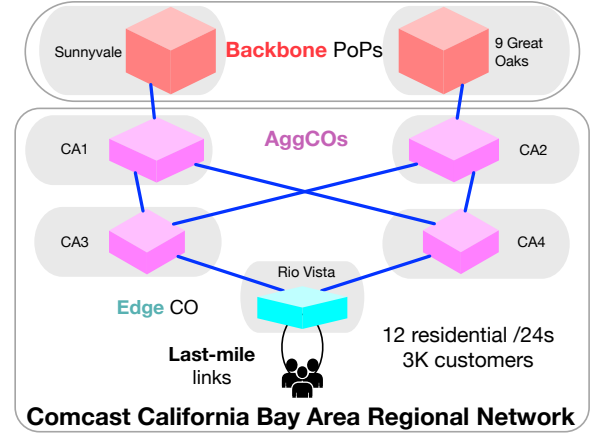 Sunnyvale
Backbone PoPs
9 Great
Oaks
CA1
AggCOs
CA2
CA3
CA4
Rio Vista
Edge CO
Last-mile
links
12 residential /24s
3K customers
Comcast California Bay Area Regional Network